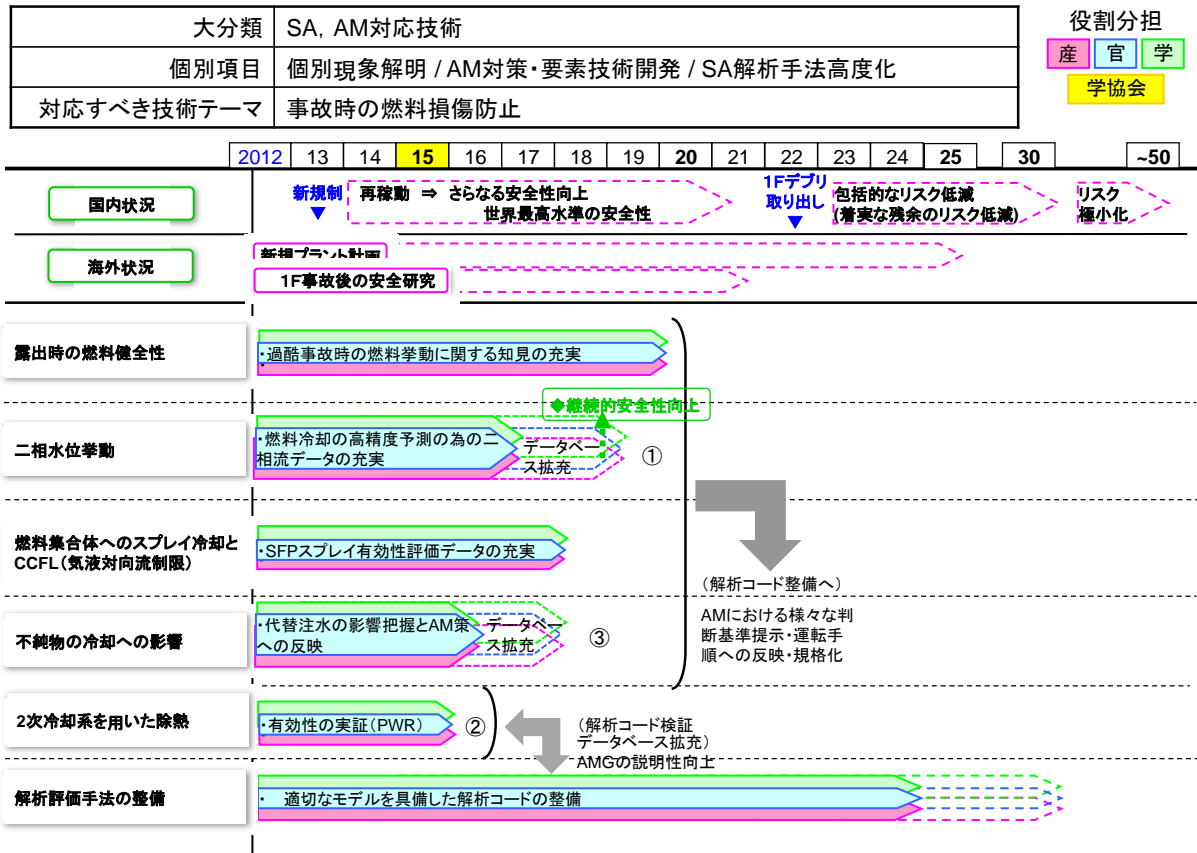 大分類 SA, AM対応技術
個別項目 個別現象解明 / AM対策・要素技術開発 / SA解析手法高度化
対応すべき技術テーマ 事故時の燃料損傷防止
役割分担
産 官 学
学協会
2012 13 14 15 16 17 18 19 20 21 22 23 24 25 30 ~50
国内状況
新規制
▼
再稼動 ⇒ さらなる安全性向上
世界最高水準の安全性
1Fデブリ
取り出し
▼
包括的なリスク低減
(着実な残余のリスク低減)
リスク
極小化
海外状況
新規プラント計画
1F事故後の安全研究
露出時の燃料健全性
・過酷事故時の燃料挙動に関する知見の充実
◆継続的安全性向上
二相水位挙動
・燃料冷却の高精度予測の為の二
相流データの充実
データベー
ス拡充
①
燃料集合体へのスプレイ冷却と
CCFL(気液対向流制限)
・SFPスプレイ有効性評価データの充実
(解析コード整備へ)
AMにおける様々な判
断基準提示・運転手
順への反映・規格化
不純物の冷却への影響
・代替注水の影響把握とAM策
への反映
データベー
ス拡充
③
2次冷却系を用いた除熱
・有効性の実証(PWR)
②
(解析コード検証
データベース拡充)
AMGの説明性向上
解析評価手法の整備
・ 適切なモデルを具備した解析コードの整備